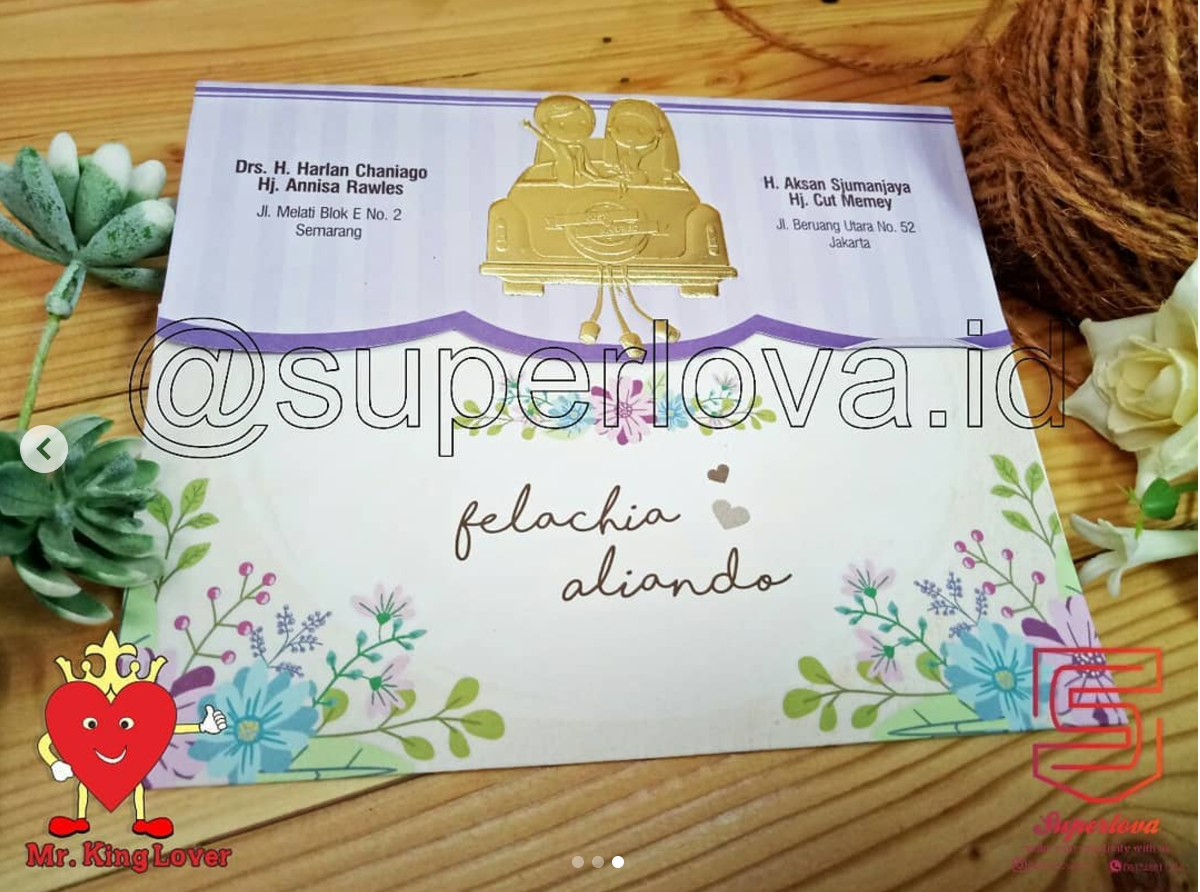 Drs. H. Harlan Chaniago
Hj. Annisa Rawles
Jl. Melati Blok E No. 2
Semarang
H. Aksan Sjumanjaya
Hj. Cut Memey
Jl. Beruang Utara No. 52
Jakarta
@superlova.id
felachia
aliando
Mr. King Lover
Superlova